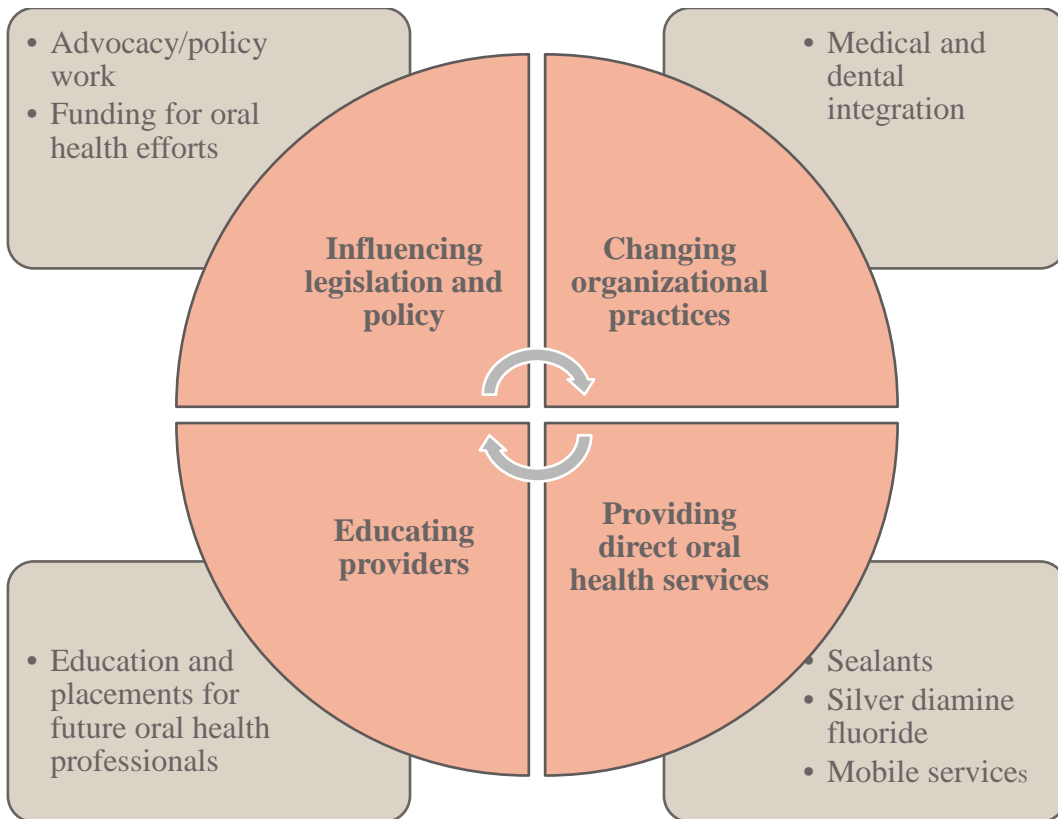 • Advocacy/policy
work
• Funding for oral
health efforts
• Medical and
dental
integration
Influencing
legislation and
policy
Changing
organizational
practices
Educating
providers
Providing
direct oral
health services
• Education and
placements for
future oral health
professionals
• Sealants
• Silver diamine
fluoride
• Mobile services